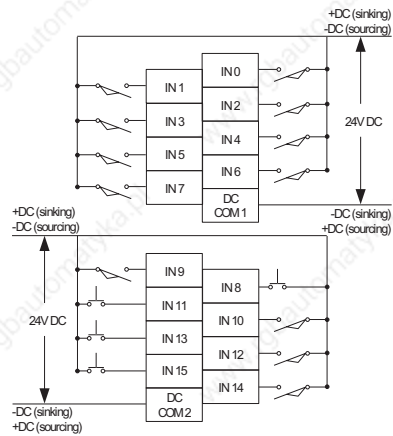 +DC (sinking)
-DC (sourcing)
IN 0
IN 1
IN 2
IN 3
IN 4
24V DC
IN 5
IN 6
IN 7
DC
COM 1
+DC (sinking)
-DC (sourcing)
-DC (sinking)
+DC (sourcing)
IN 9
IN 8
IN 11
IN 10
24V DC
IN 13
IN 12
IN 15
IN 14
DC
COM 2
-DC (sinking)
+DC (sourcing)